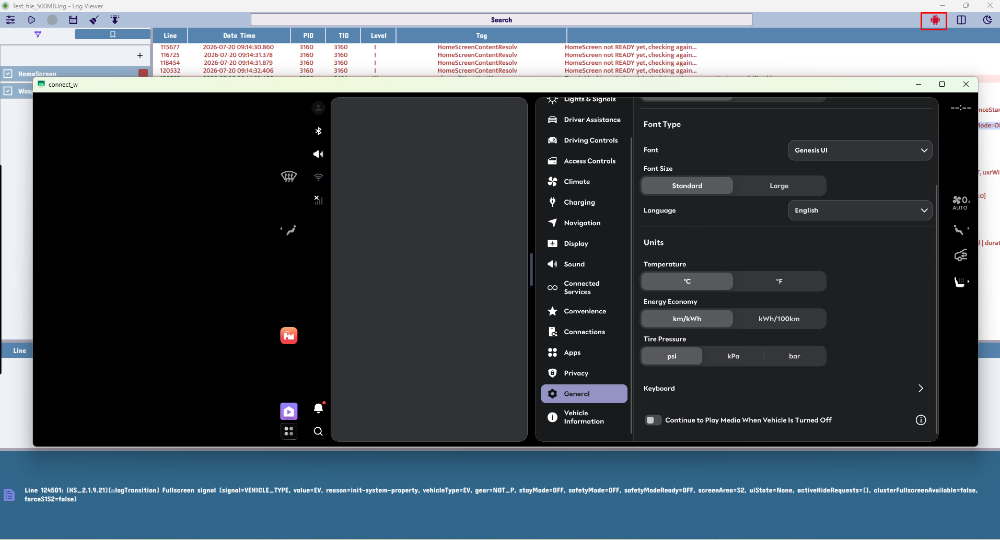 Test_file_500MB.log - Log Viewer
Search
Line
Date Time
PID
TID
Level
Tag
115677 2026-07-20 09:14:30.860 3160 3160 I HomeScreenContentResolv HomeScreen not READY yet, checking again...
116725 2026-07-20 09:14:31.378 3160 3160 I HomeScreenContentResolv HomeScreen not READY yet, checking again...
118454 2026-07-20 09:14:31.879 3160 3160 I HomeScreenContentResolv HomeScreen not READY yet, checking again...
120532 2026-07-20 09:14:32.406 3160 3160 I HomeScreenContentResolv HomeScreen not READY yet, checking again...
HomeScreen
connect_w
Lights & Signals
Driver Assistance
Driving Controls
Access Controls
Climate
Charging
Navigation
Display
Sound
Connected
Services
Convenience
Connections
Apps
Privacy
General
Vehicle
Information
Font Type
Font
Genesis UI
Font Size
Standard
Large
Language
English
Units
Temperature
°C
°F
Energy Economy
km/kWh
kWh/100km
Tire Pressure
psi
kPa
bar
Keyboard
Continue to Play Media When Vehicle Is Turned Off
--:--
0
AUTO
Line
Line 124501: [HS_2.1.9.21][::logTransition] Fullscreen signal [signal=VEHICLE_TYPE, value=EV, reason=init-system-property, vehicleType=EV, gear=NOT_P, stayMode=OFF, safetyMode=OFF, safetyModeReady=OFF, screenArea=S2, uiState=None, activeHideRequests=[], clusterFullscreenAvailable=false,
forceS1S2=false]